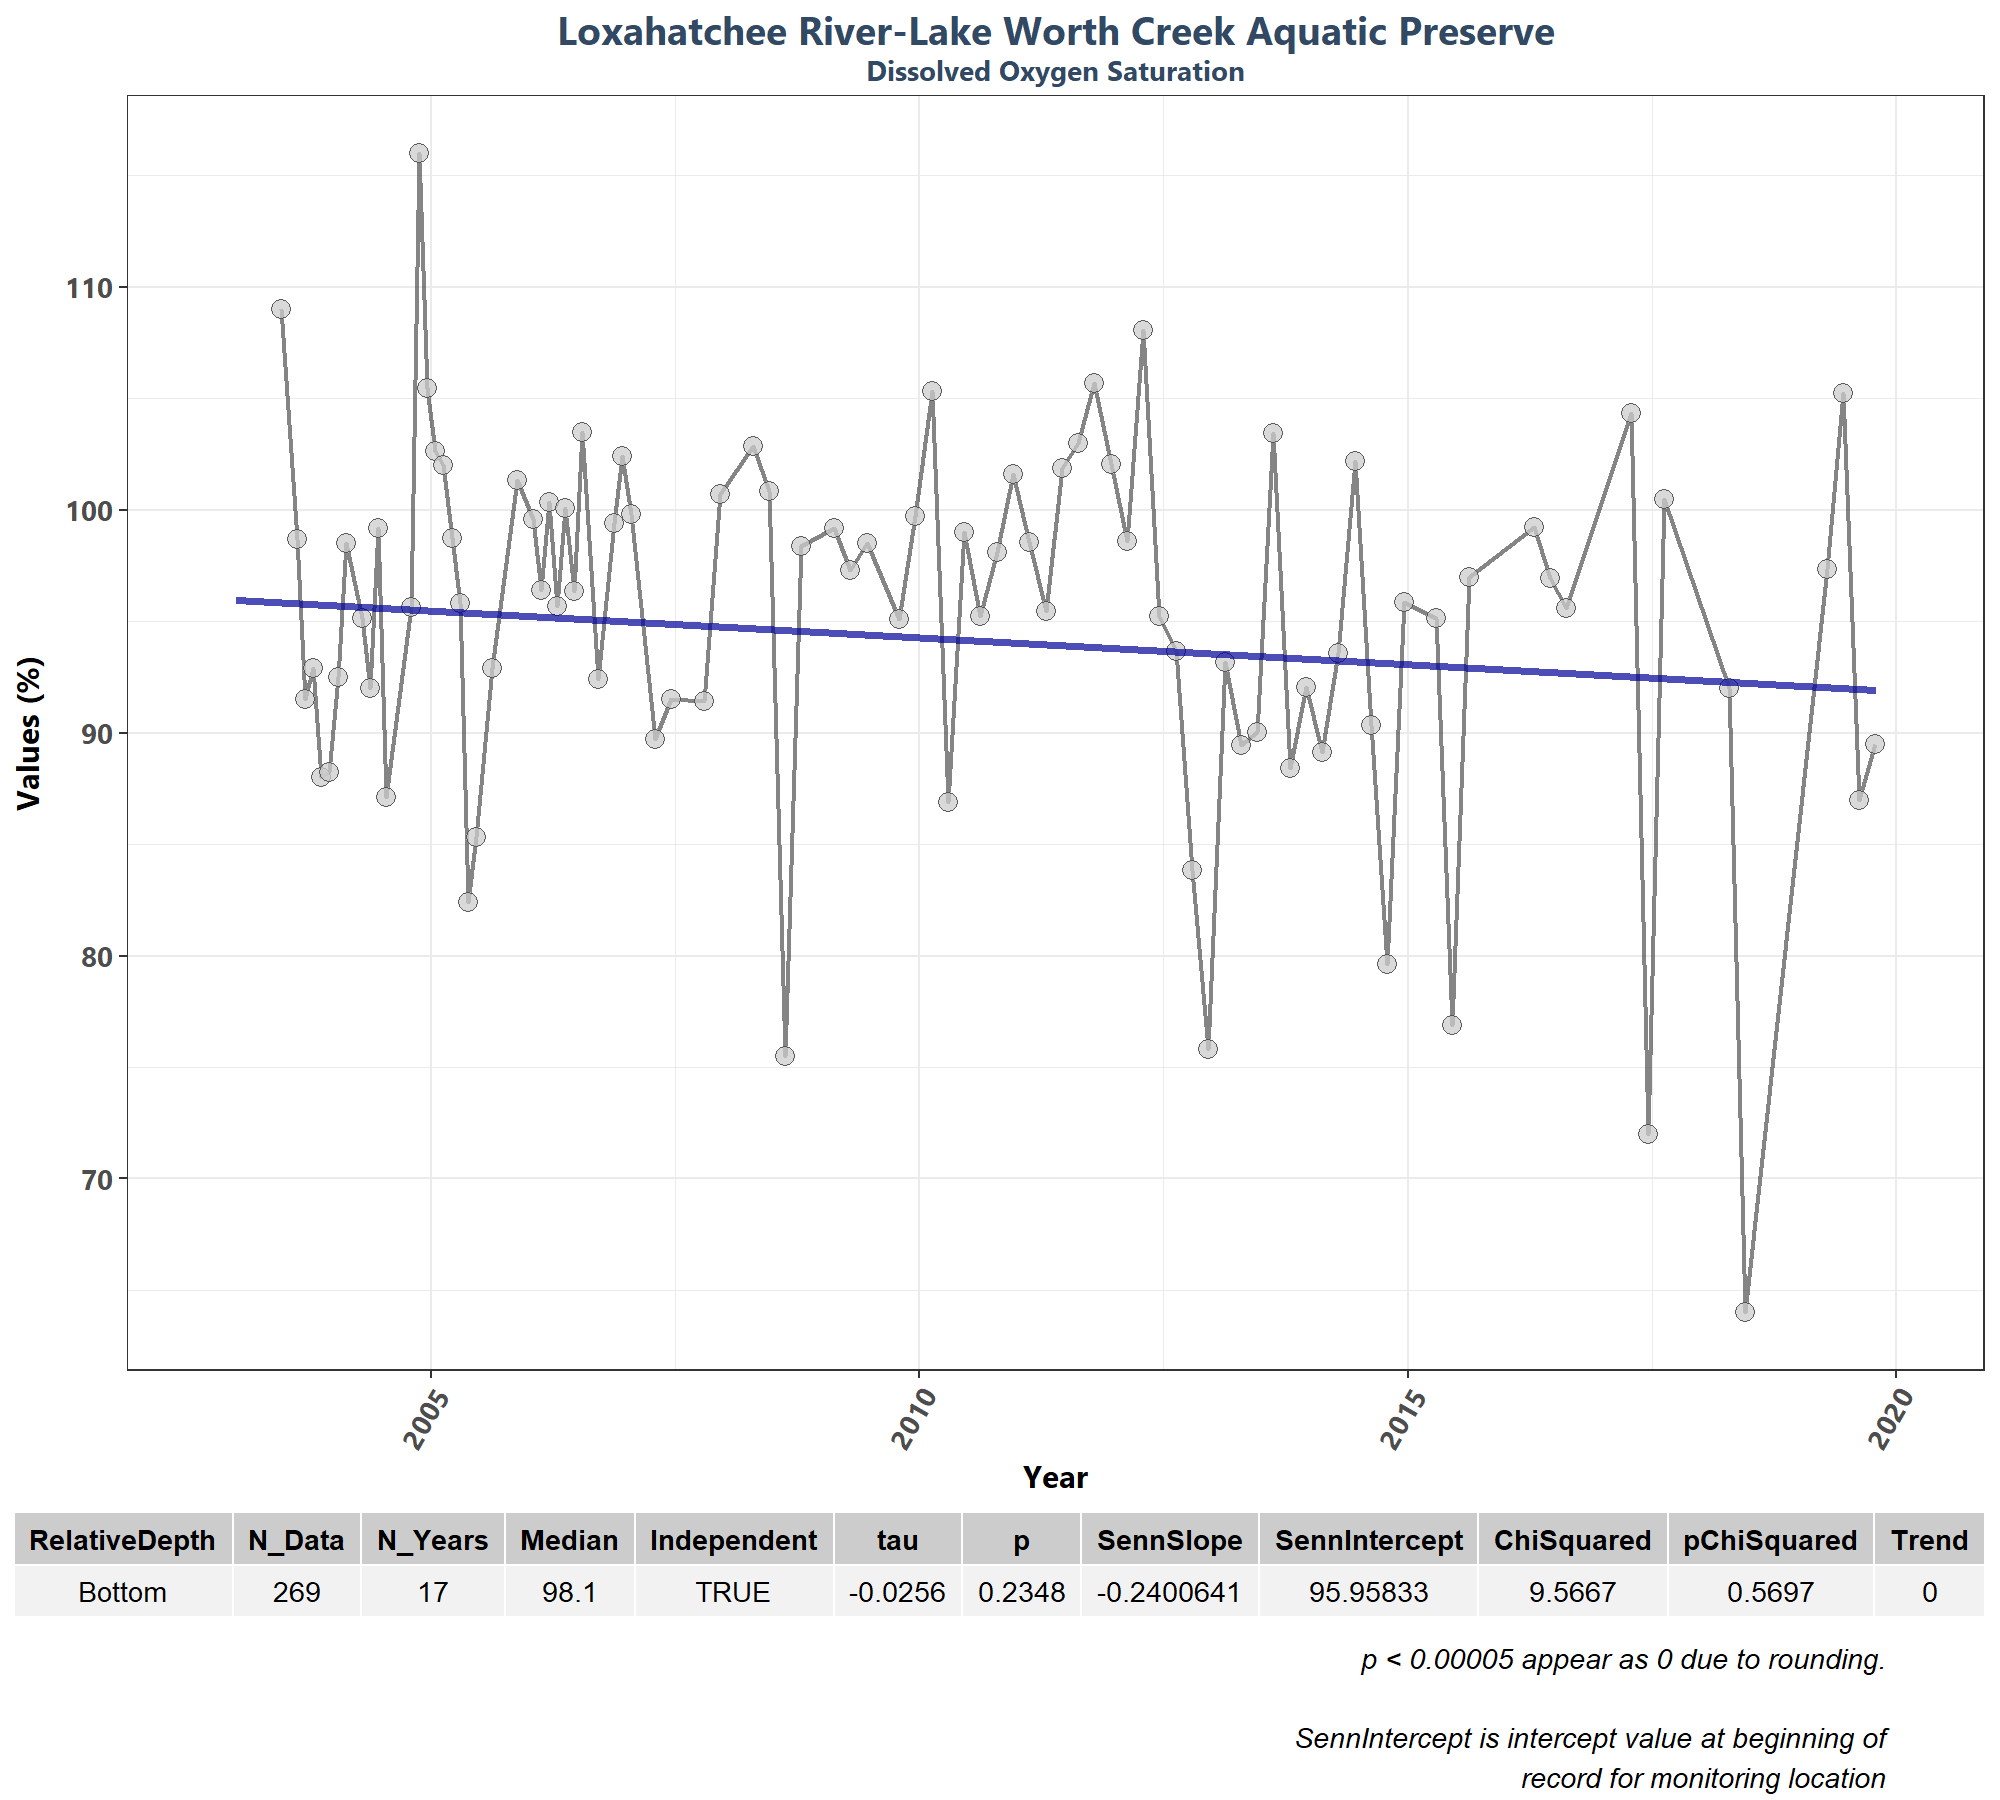 Loxahatchee River-Lake Worth Creek Aquatic Preserve
Dissolved Oxygen Saturation
Values (%)
110
100
90
80
70
2005 2010 2015 2020
Year
RelativeDepth N_Data N_Years Median Independent tau p SennSlope SennIntercept ChiSquared pChiSquared Trend
Bottom 269 17 98.1 TRUE -0.0256 0.2348 -0.2400641 95.95833 9.5667 0.5697 0
p < 0.00005 appear as 0 due to rounding.
SennIntercept is intercept value at beginning of
record for monitoring location